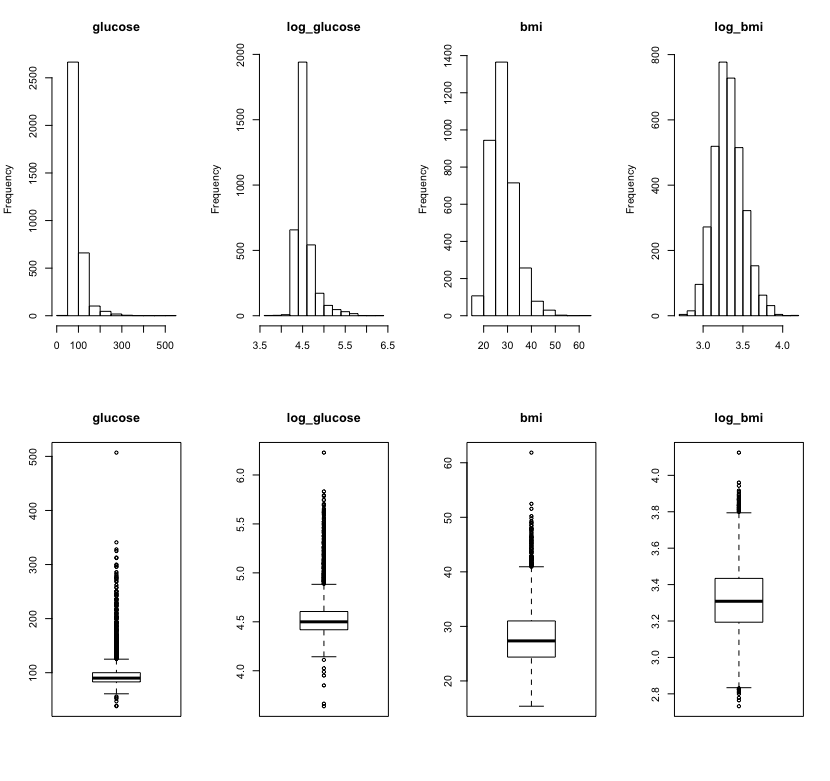 glucose
log_glucose
bmi
log_bmi
Frequency
0
500
1000
1500
2000
2500
0 100 300 500
Frequency
0
500
1000
1500
2000
3.5 4.5 5.5 6.5
Frequency
0
200
400
600
800
1000
1200
1400
20 30 40 50 60
Frequency
0
200
400
600
800
3.0 3.5 4.0
glucose
log_glucose
bmi
log_bmi
500
400
300
200
100
6.0
5.5
5.0
4.5
4.0
60
50
40
30
20
4.0
3.8
3.6
3.4
3.2
3.0
2.8